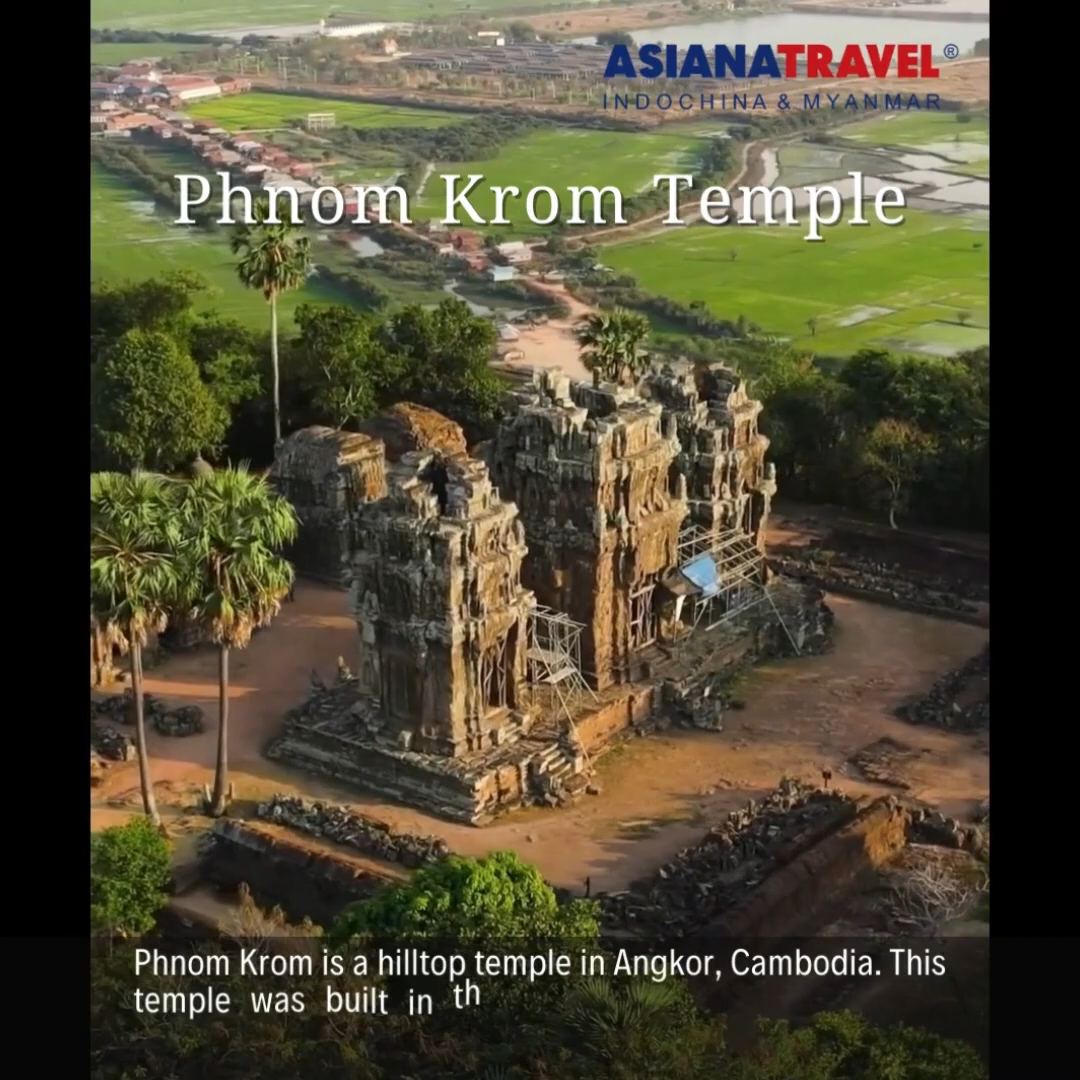 ASIANATRAVEL®
INDOCHINA & MYANMAR
Phnom Krom Temple
Phnom Krom is a hilltop temple in Angkor, Cambodia. This
temple was built in th